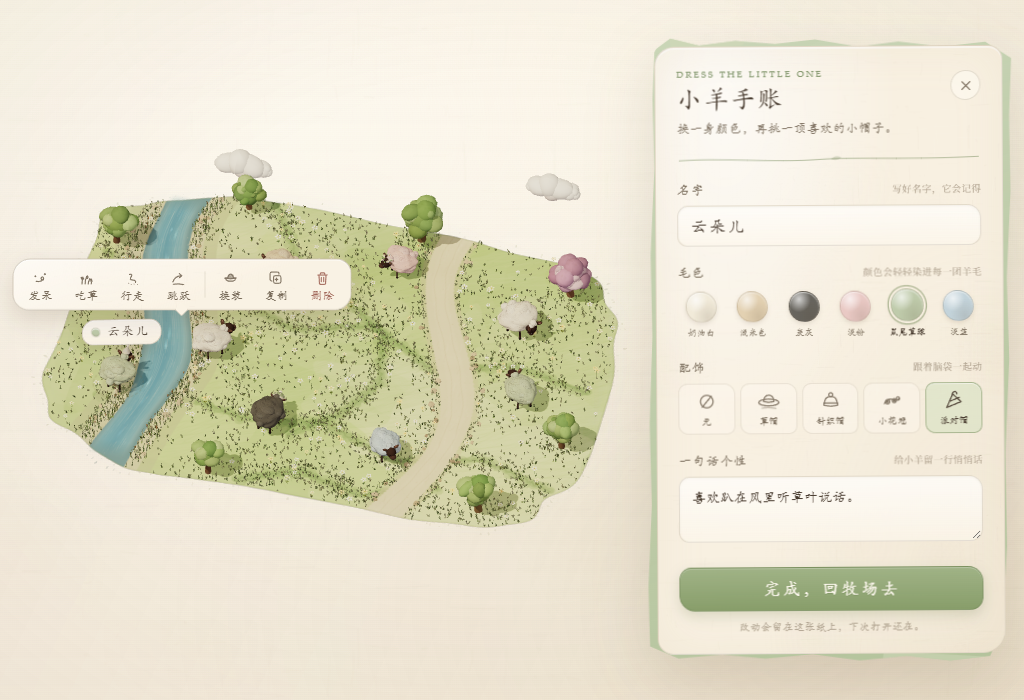 发呆 吃草 行走 跳跃 换装 复制 删除
云朵儿
DRESS THE LITTLE ONE
小羊手账
换一身颜色，再挑一顶喜欢的小帽子。
名字 写好名字，它会记得
云朵儿
毛色 颜色会轻轻染进每一团羊毛
奶油白 浅米色 炭灰 淡粉 鼠尾草绿 淡蓝
配饰 跟着脑袋一起动
无 草帽 针织帽 小花环 派对帽
一句话个性 给小羊留一行悄悄话
喜欢趴在风里听草叶说话。
完成，回牧场去
改动会留在这张纸上，下次打开还在。